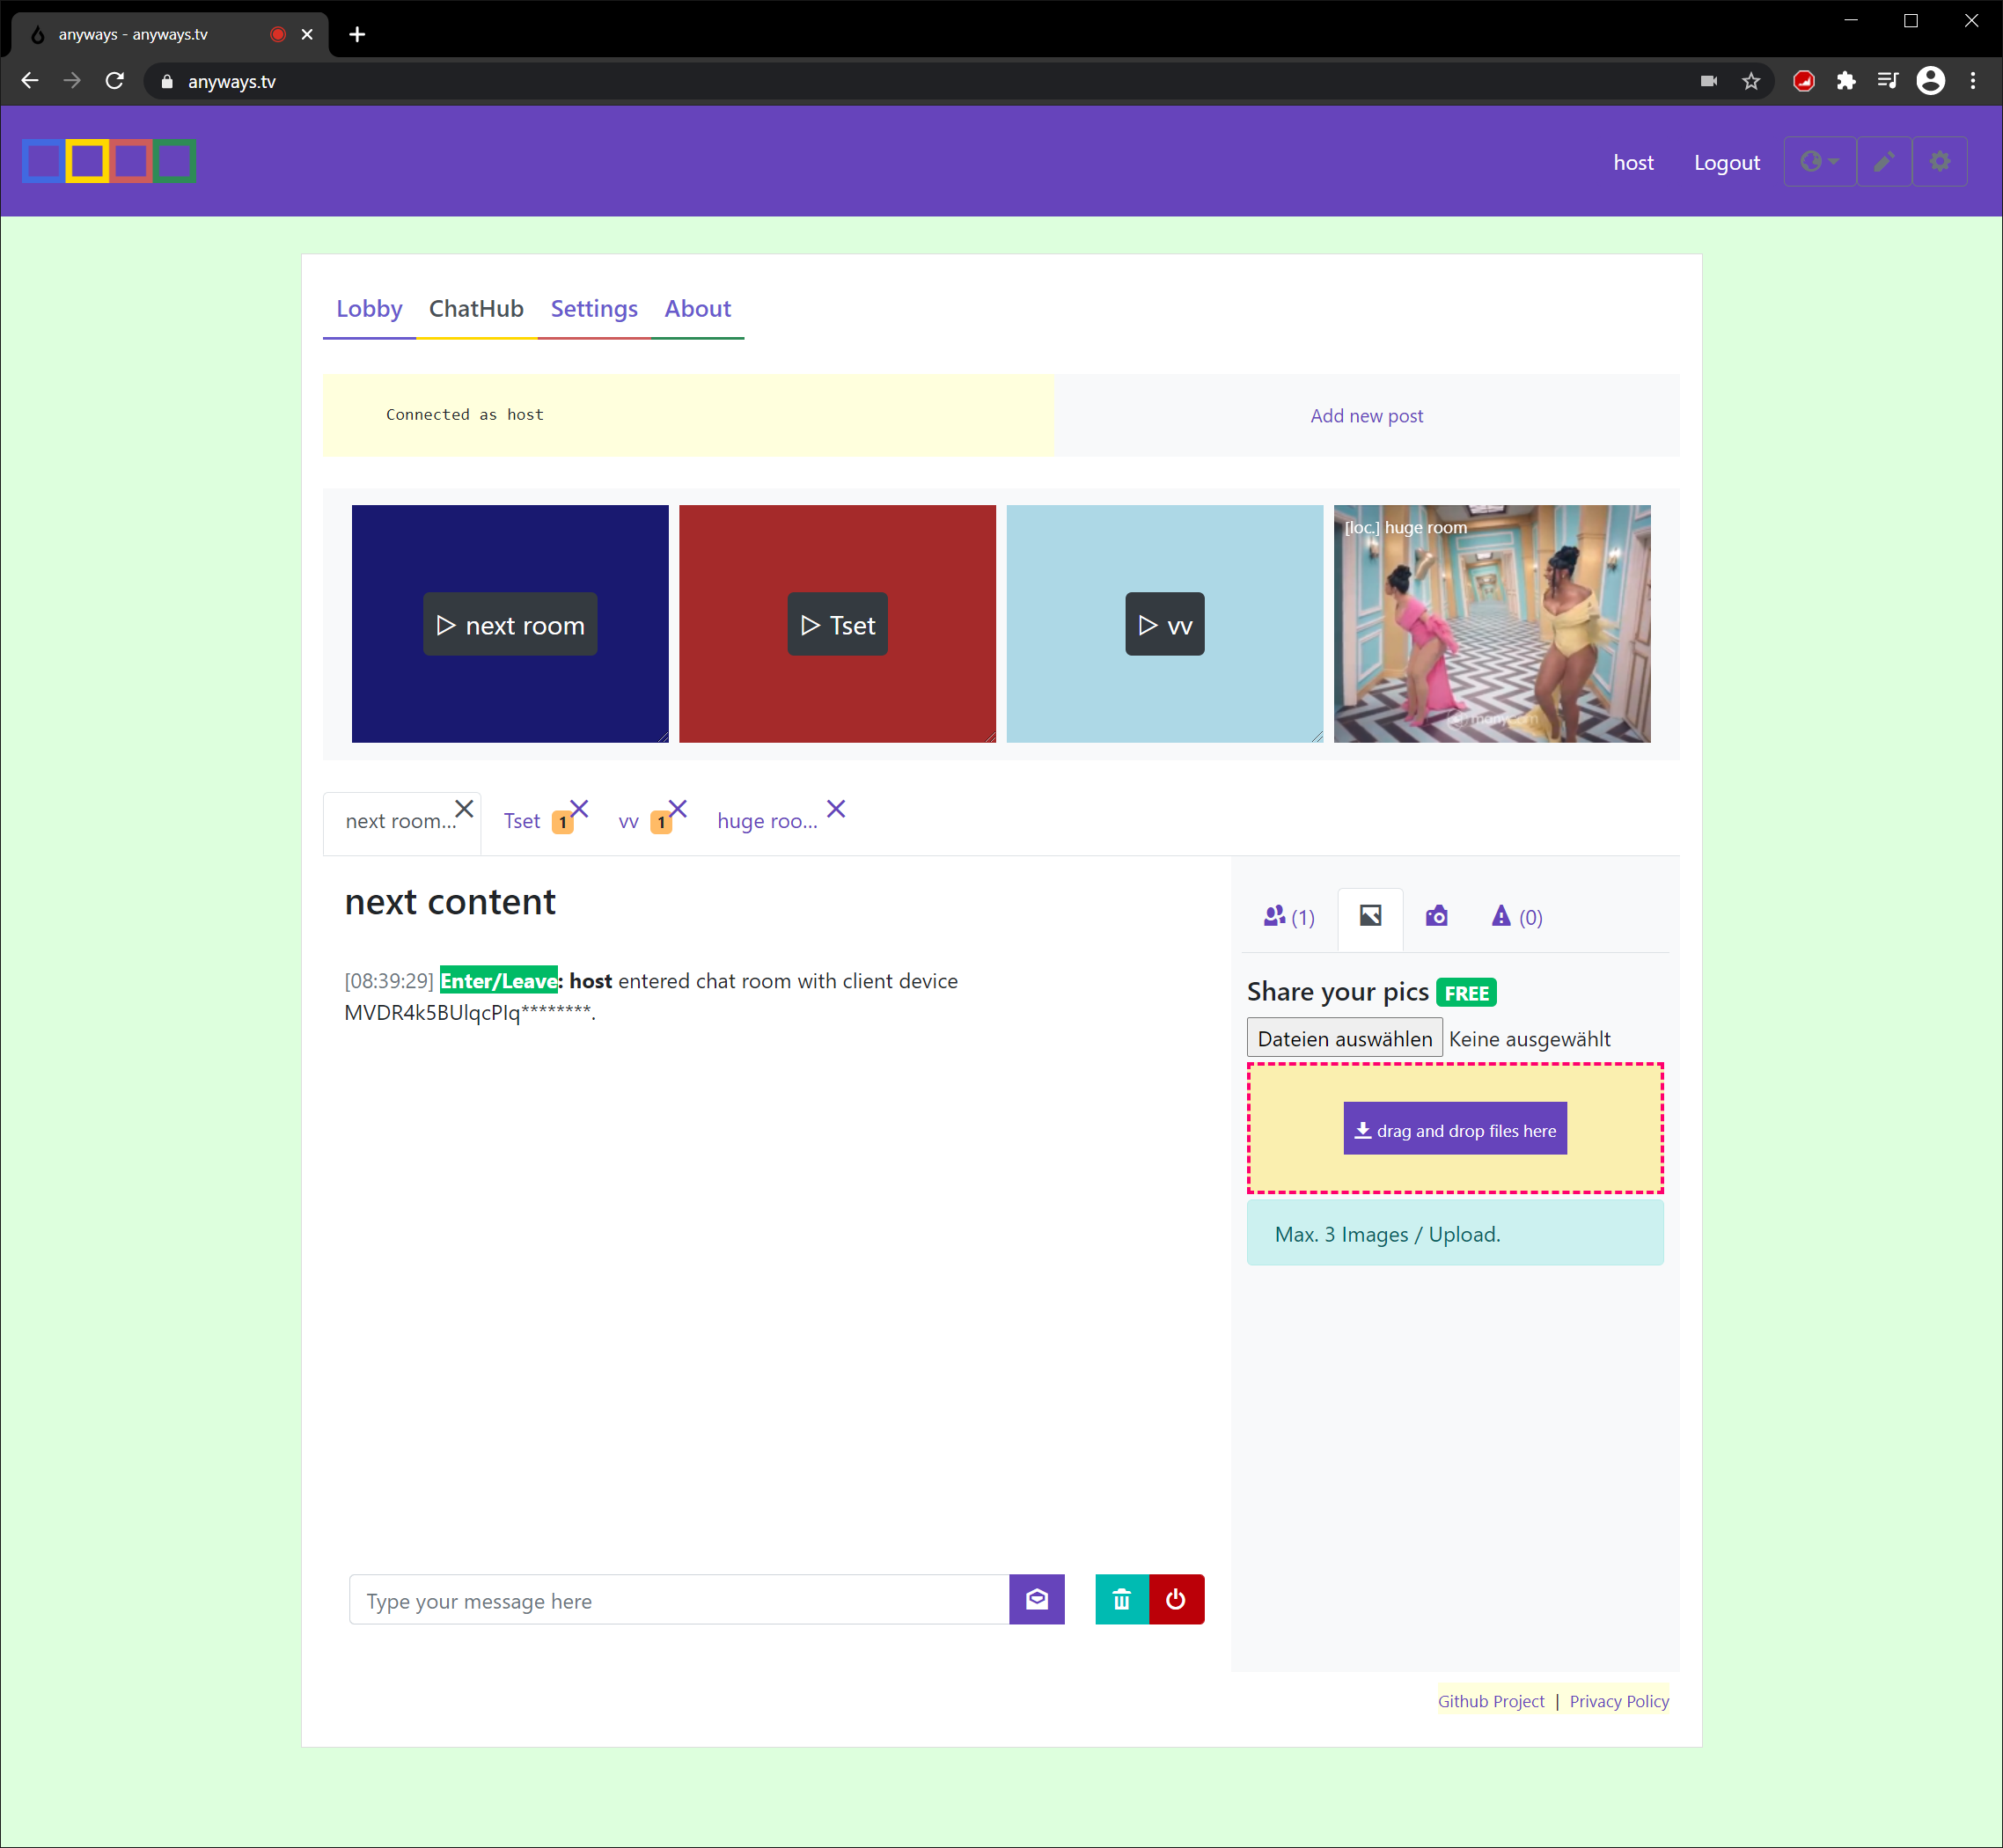 anyways - anyways.tv
anyways.tv
host Logout
Lobby ChatHub Settings About
Connected as host
Add new post
next room
Tset
vv
[loc.] huge room
next room...
Tset 1
vv 1
huge roo...
next content
[08:39:29] Enter/Leave: host entered chat room with client device
MVDR4k5BUlqcPIq********.
(1)
(0)
Share your pics FREE
Dateien auswählen Keine ausgewählt
drag and drop files here
Max. 3 Images / Upload.
Type your message here
Github Project | Privacy Policy